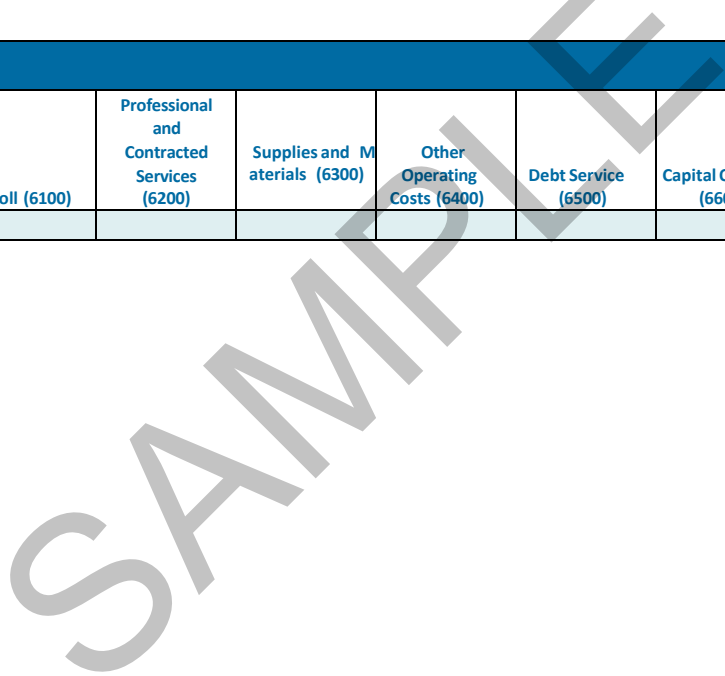 Professional
and
Contracted
Services
(6200)
Supplies and M
aterials (6300)
Other
Operating
Costs (6400)
Debt Service
(6500)
Capital C
(66
oll (6100)
SAMPLE